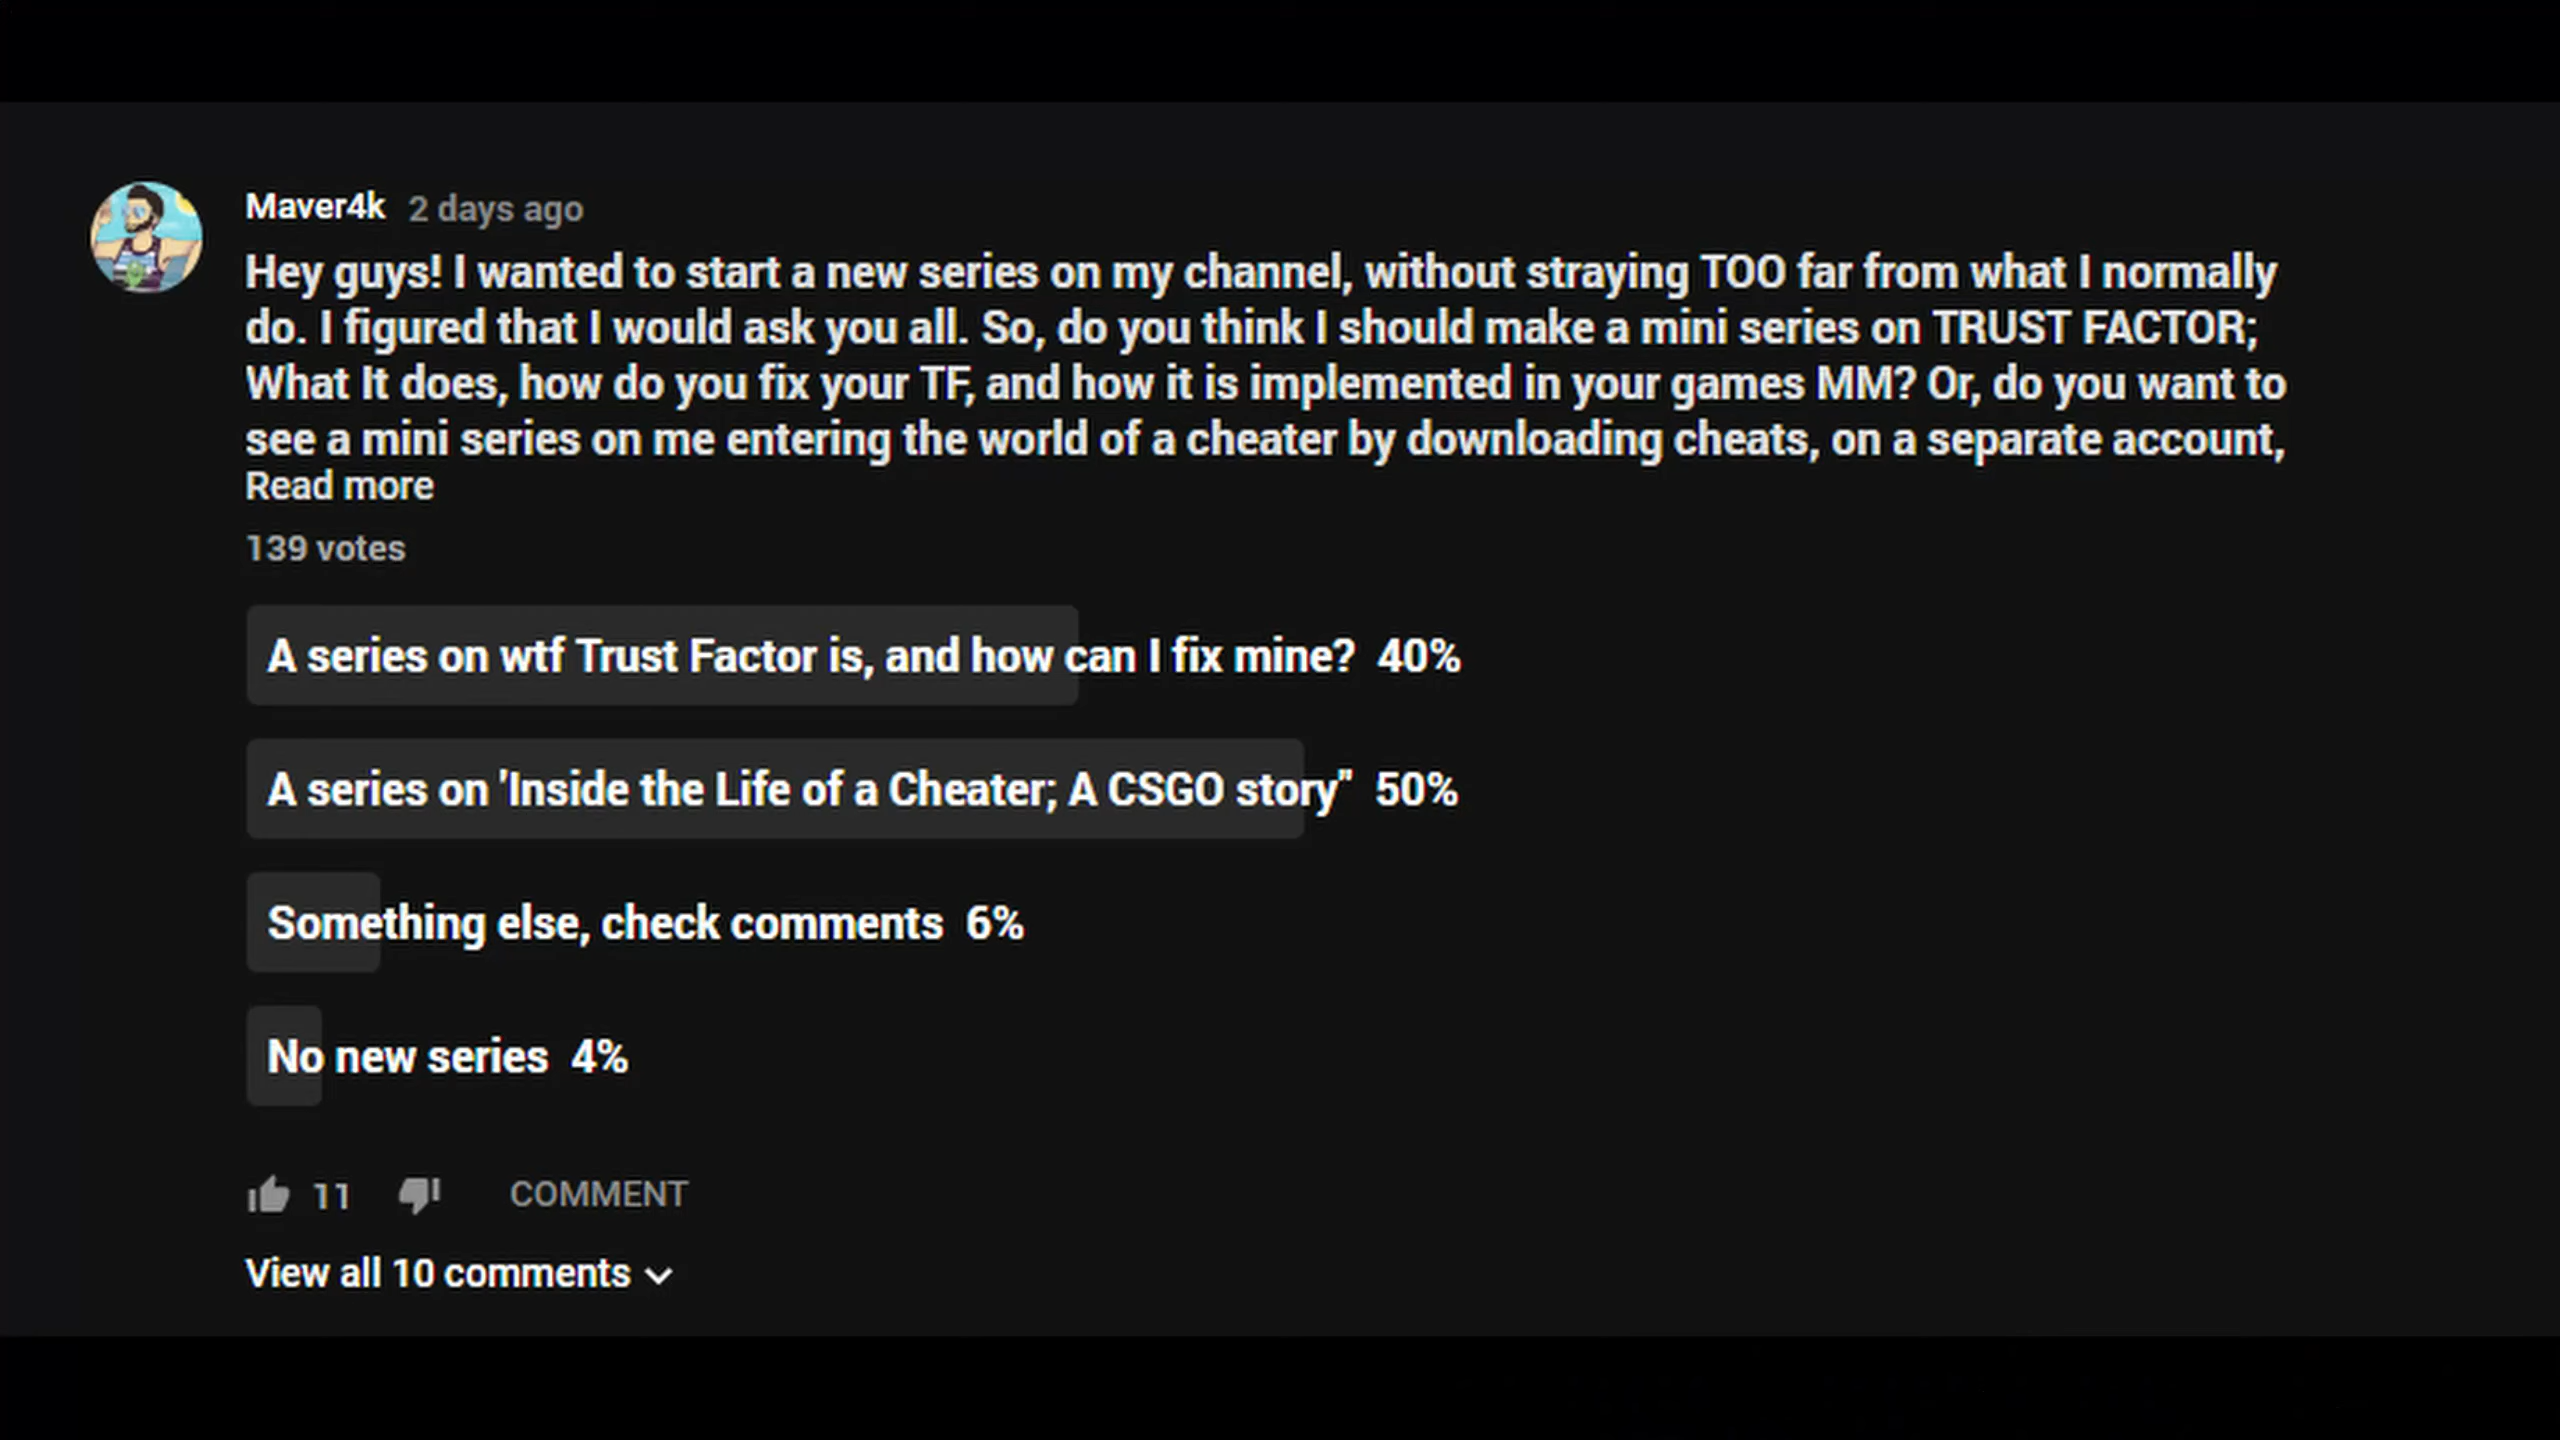 Maver4k 2 days ago
Hey guys! I wanted to start a new series on my channel, without straying TOO far from what I normally
do. I figured that I would ask you all. So, do you think I should make a mini series on TRUST FACTOR;
What It does, how do you fix your TF, and how it is implemented in your games MM? Or, do you want to
see a mini series on me entering the world of a cheater by downloading cheats, on a separate account,
Read more
139 votes
A series on wtf Trust Factor is, and how can I fix mine? 40%
A series on 'Inside the Life of a Cheater; A CSGO story" 50%
Something else, check comments 6%
No new series 4%
11 COMMENT
View all 10 comments